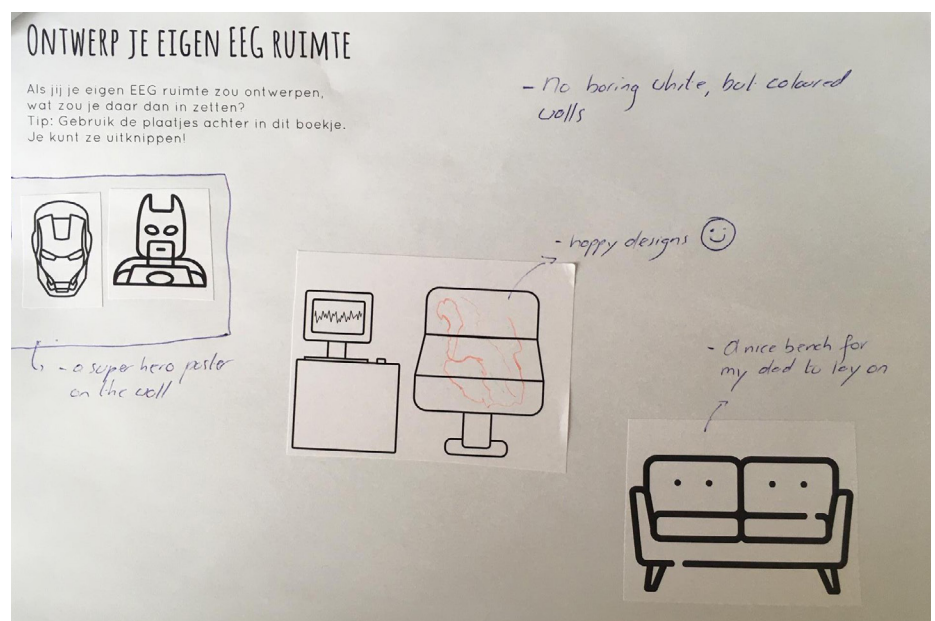 ONTWERP JE EIGEN EEG RUIMTE
Als jij je eigen EEG ruimte zou ontwerpen,
wat zou je daar dan in zetten?
Tip: Gebruik de plaatjes achter in dit boekje.
Je kunt ze uitknippen!
- No boring white, but coloured
walls
- happy designs
- a super hero poster
on the wall
- a nice bench for
my dad to lay on